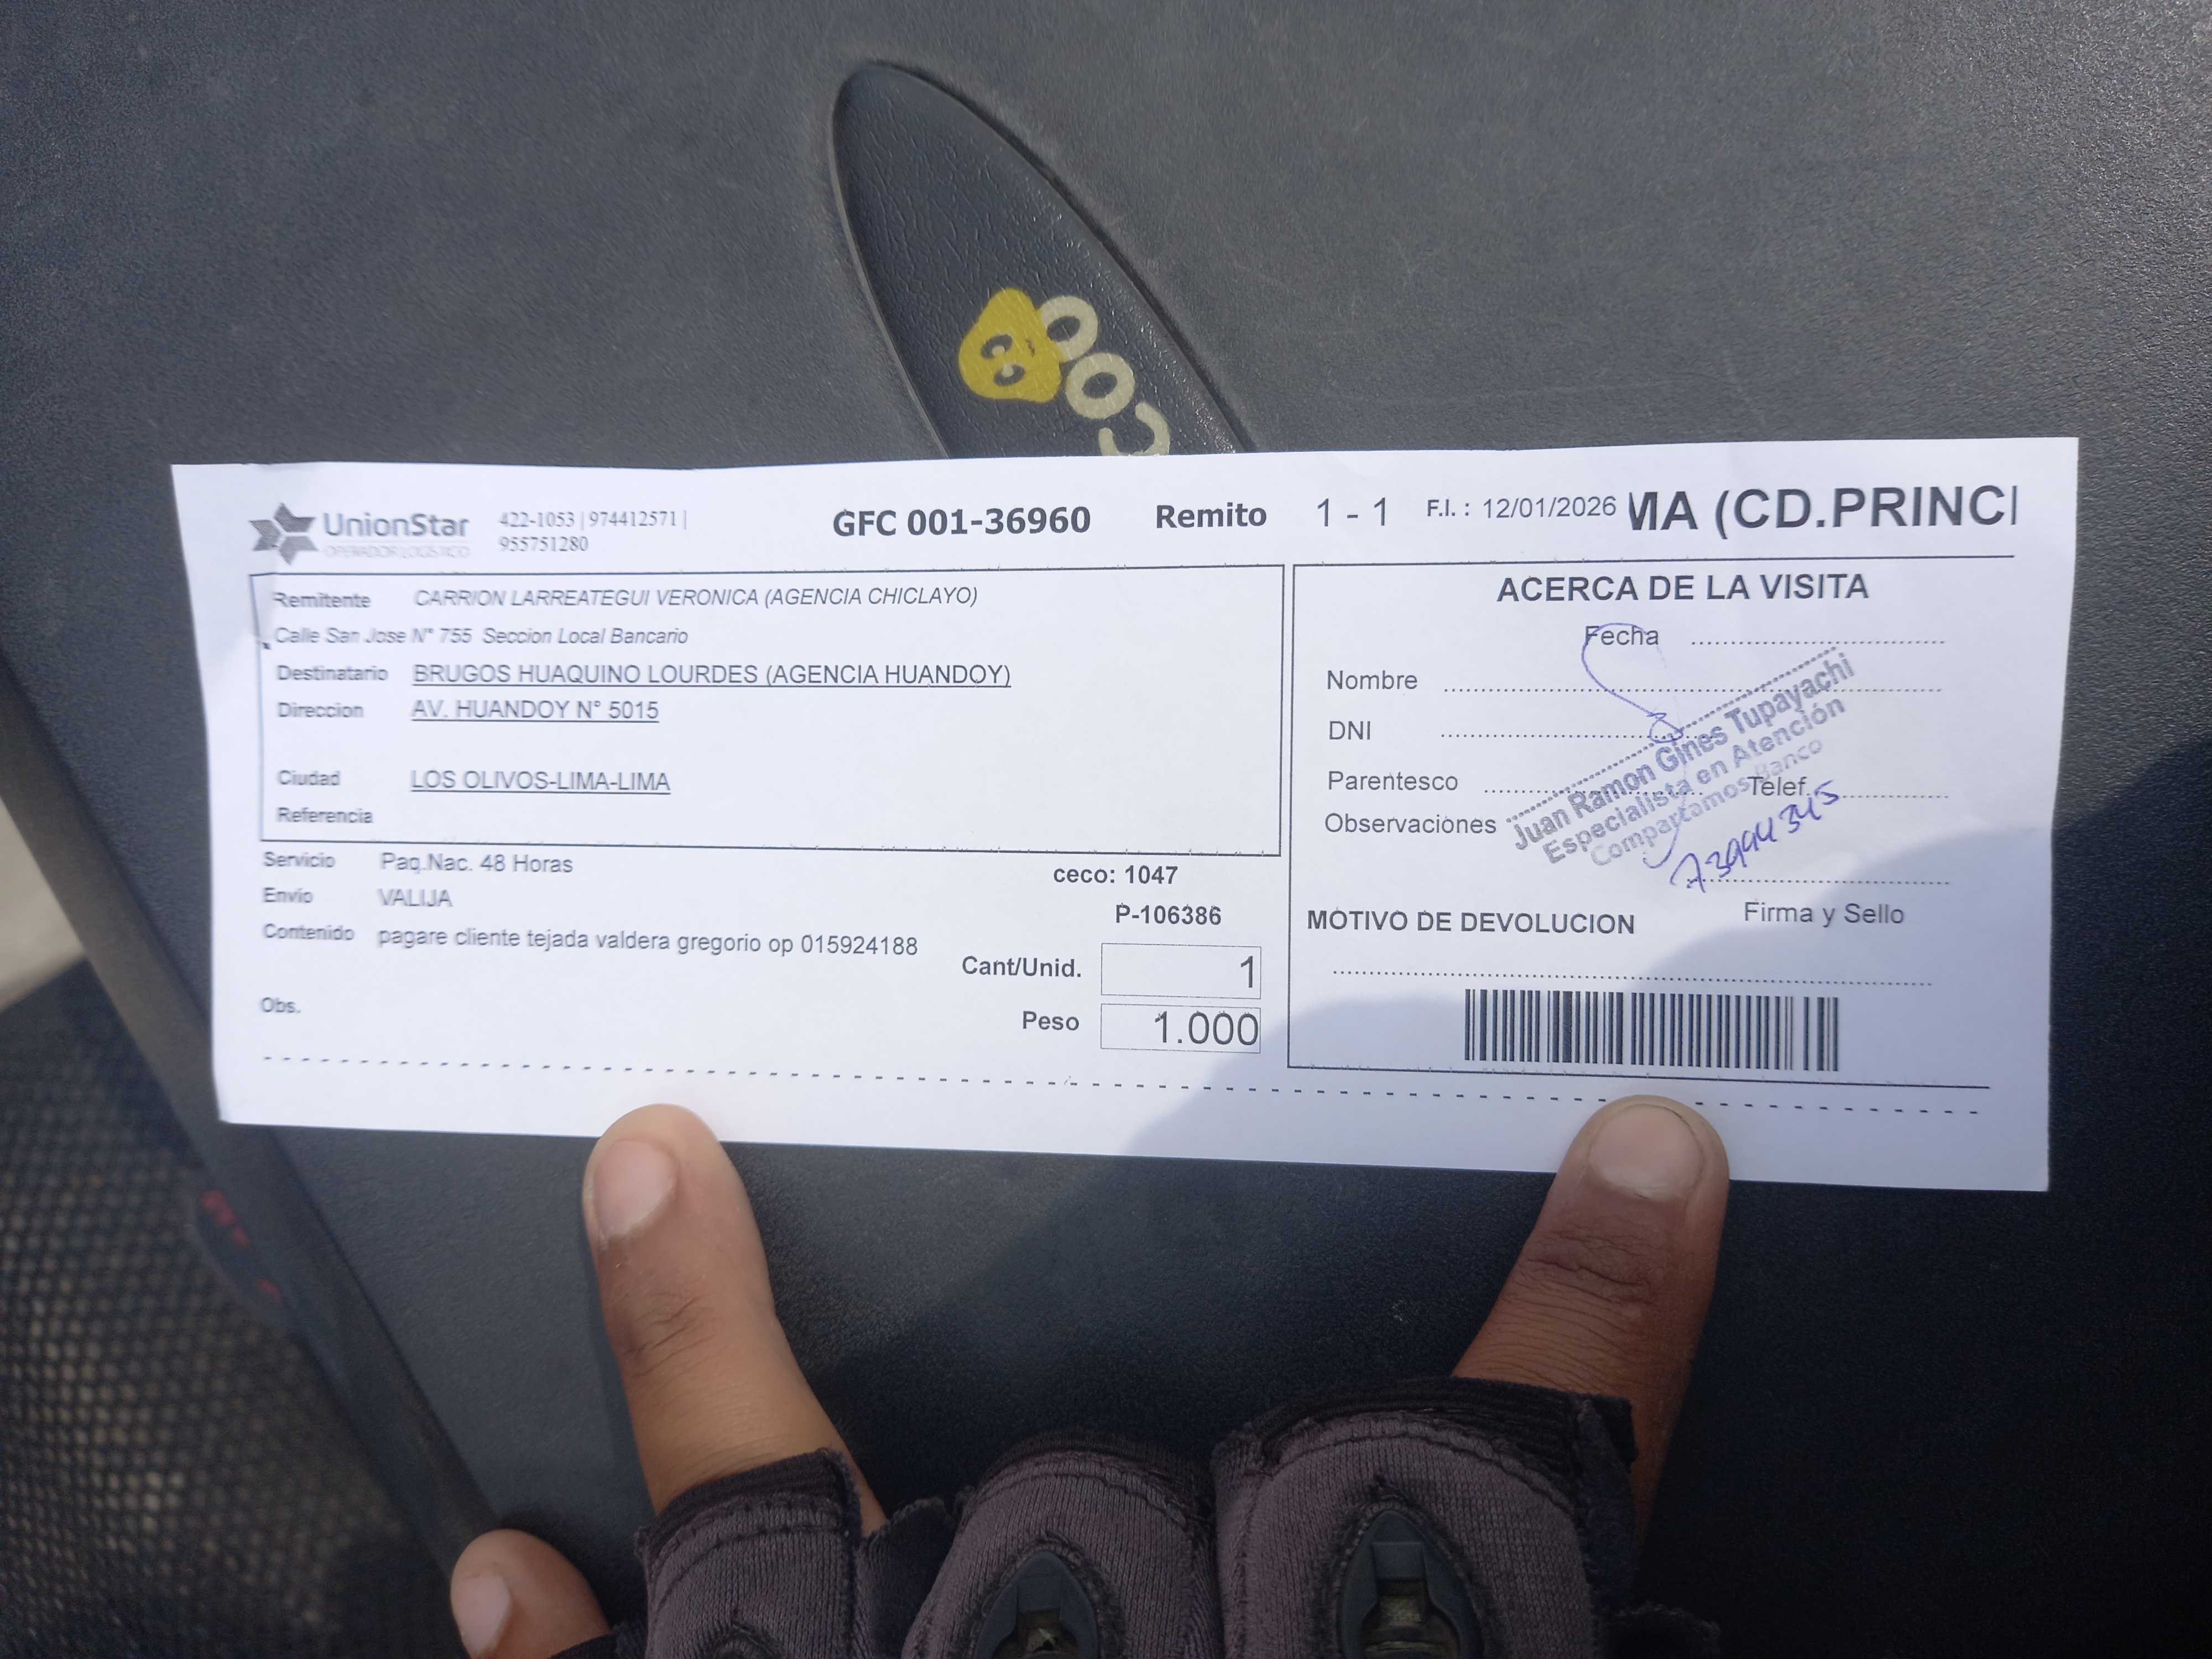 UnionStar
OPERADOR LOGISTICO
422-1053 | 974412571 |
955751280
GFC 001-36960
Remito
1 - 1
F.I. : 12/01/2026
MA (CD.PRINCI
Remitente CARRION LARREATEGUI VERONICA (AGENCIA CHICLAYO)
Calle San Jose N° 755 Seccion Local Bancario
Destinatario BRUGOS HUAQUINO LOURDES (AGENCIA HUANDOY)
Direccion AV. HUANDOY N° 5015
Ciudad LOS OLIVOS-LIMA-LIMA
Referencia
Servicio Paq.Nac. 48 Horas
Envio VALIJA
Contenido pagare cliente tejada valdera gregorio op 015924188
Obs.
ceco: 1047
P-106386
Cant/Unid. 1
Peso 1.000
ACERCA DE LA VISITA
Fecha
Nombre
DNI
Parentesco Telef.
Observaciones
Juan Ramon Gines Tupayachi
Especialista en Atención
Compartamos Banco
73994345
Firma y Sello
MOTIVO DE DEVOLUCION